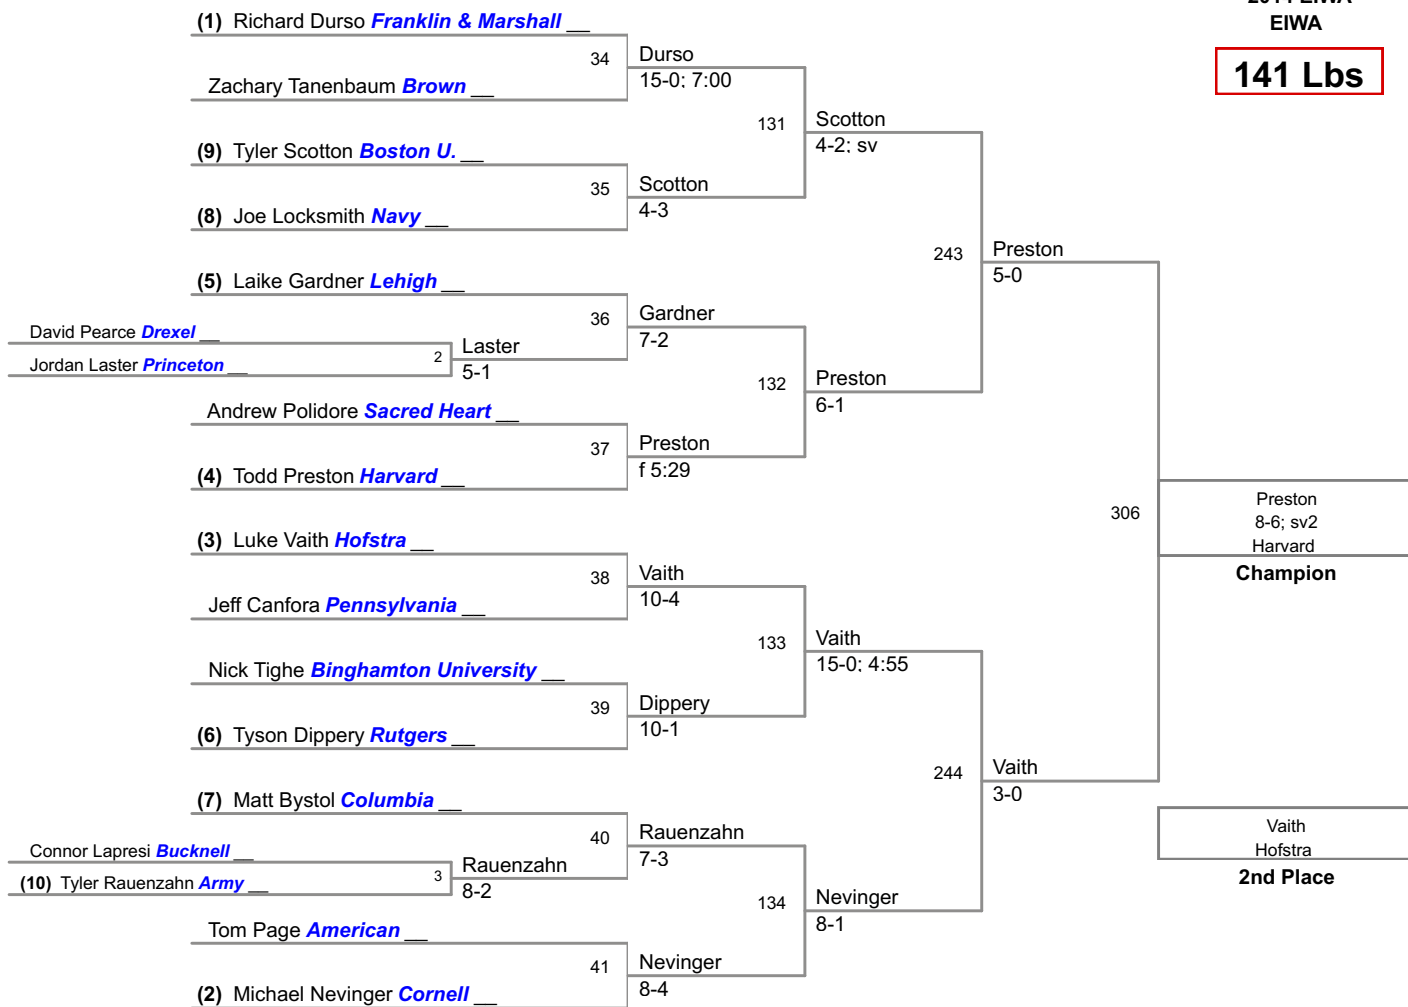 2014 EIWA
EIWA
141 Lbs
(1) Richard Durso Franklin & Marshall __
34
Durso
15-0; 7:00
Zachary Tanenbaum Brown __
131
Scotton
4-2; sv
(9) Tyler Scotton Boston U. __
35
Scotton
4-3
(8) Joe Locksmith Navy __
243
Preston
5-0
(5) Laike Gardner Lehigh __
36
Gardner
7-2
David Pearce Drexel __
2
Laster
5-1
Jordan Laster Princeton __
132
Preston
6-1
Andrew Polidore Sacred Heart __
37
Preston
f 5:29
(4) Todd Preston Harvard __
306
Preston
8-6; sv2
Harvard
Champion
(3) Luke Vaith Hofstra __
38
Vaith
10-4
Jeff Canfora Pennsylvania __
133
Vaith
15-0; 4:55
Nick Tighe Binghamton University __
39
Dippery
10-1
(6) Tyson Dippery Rutgers __
244
Vaith
3-0
(7) Matt Bystol Columbia __
40
Rauenzahn
7-3
Connor Lapresi Bucknell __
3
Rauenzahn
8-2
(10) Tyler Rauenzahn Army __
134
Nevinger
8-1
Tom Page American __
41
Nevinger
8-4
(2) Michael Nevinger Cornell __
Vaith
Hofstra
2nd Place